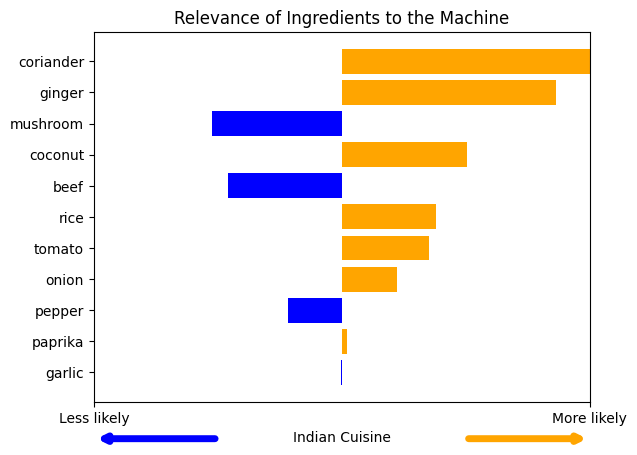 Relevance of Ingredients to the Machine
coriander
ginger
mushroom
coconut
beef
rice
tomato
onion
pepper
paprika
garlic
Less likely
More likely
Indian Cuisine